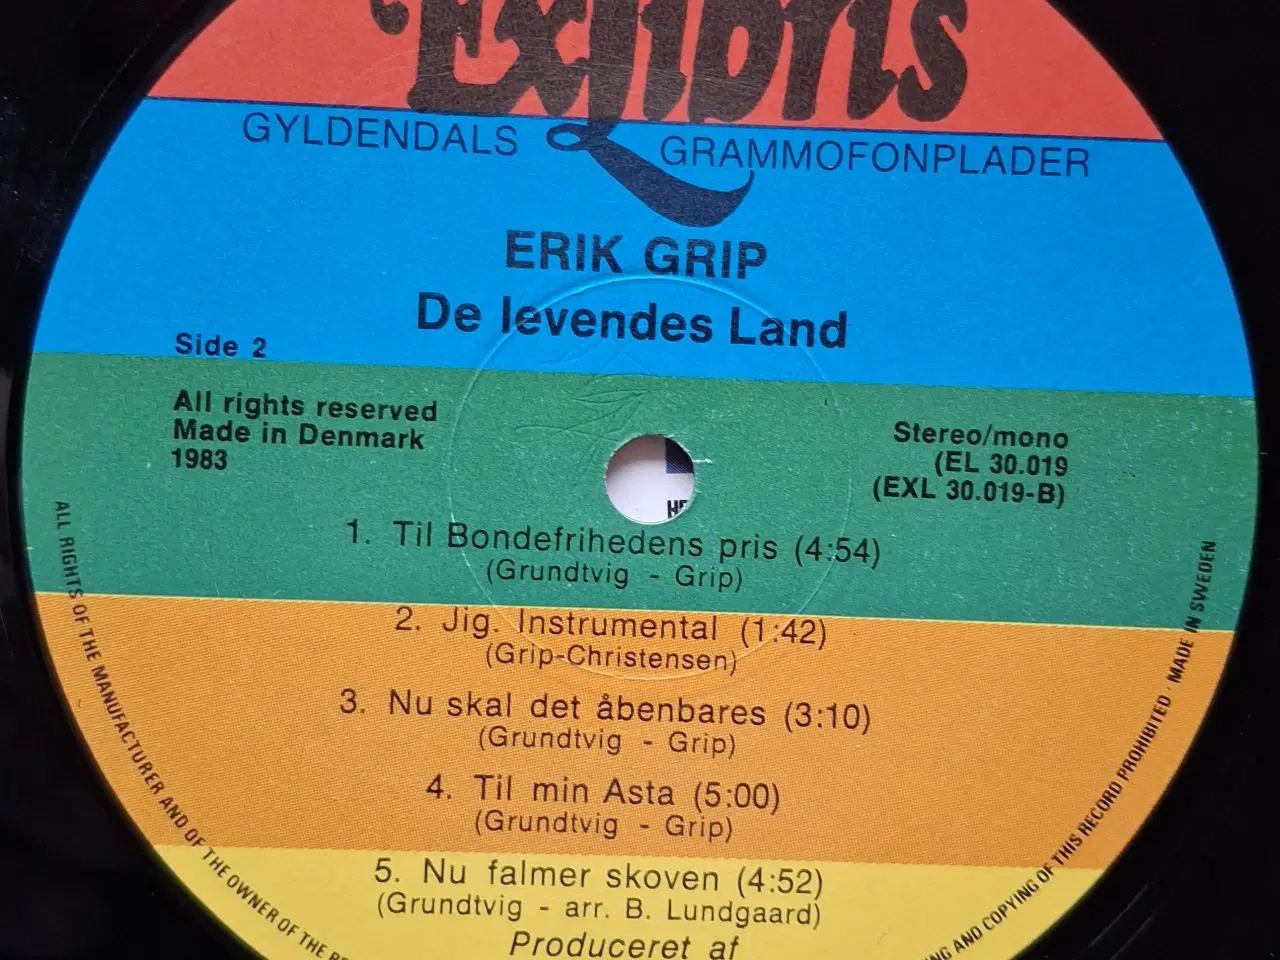 Exlibris
GYLDENDALS GRAMMOFONPLADER
ERIK GRIP
De levendes Land
Side 2
All rights reserved
Made in Denmark
1983
Stereo/mono
(EL 30.019
(EXL 30.019-B)
1. Til Bondefrihedens pris (4:54)
(Grundtvig - Grip)
2. Jig. Instrumental (1:42)
(Grip-Christensen)
3. Nu skal det åbenbares (3:10)
(Grundtvig - Grip)
4. Til min Asta (5:00)
(Grundtvig - Grip)
5. Nu falmer skoven (4:52)
(Grundtvig - arr. B. Lundgaard)
Produceret af
ALL RIGHTS OF THE MANUFACTURER AND OF THE OWNER OF THE
AND COPYING OF THIS RECORD PROHIBITED · MADE IN SWEDEN